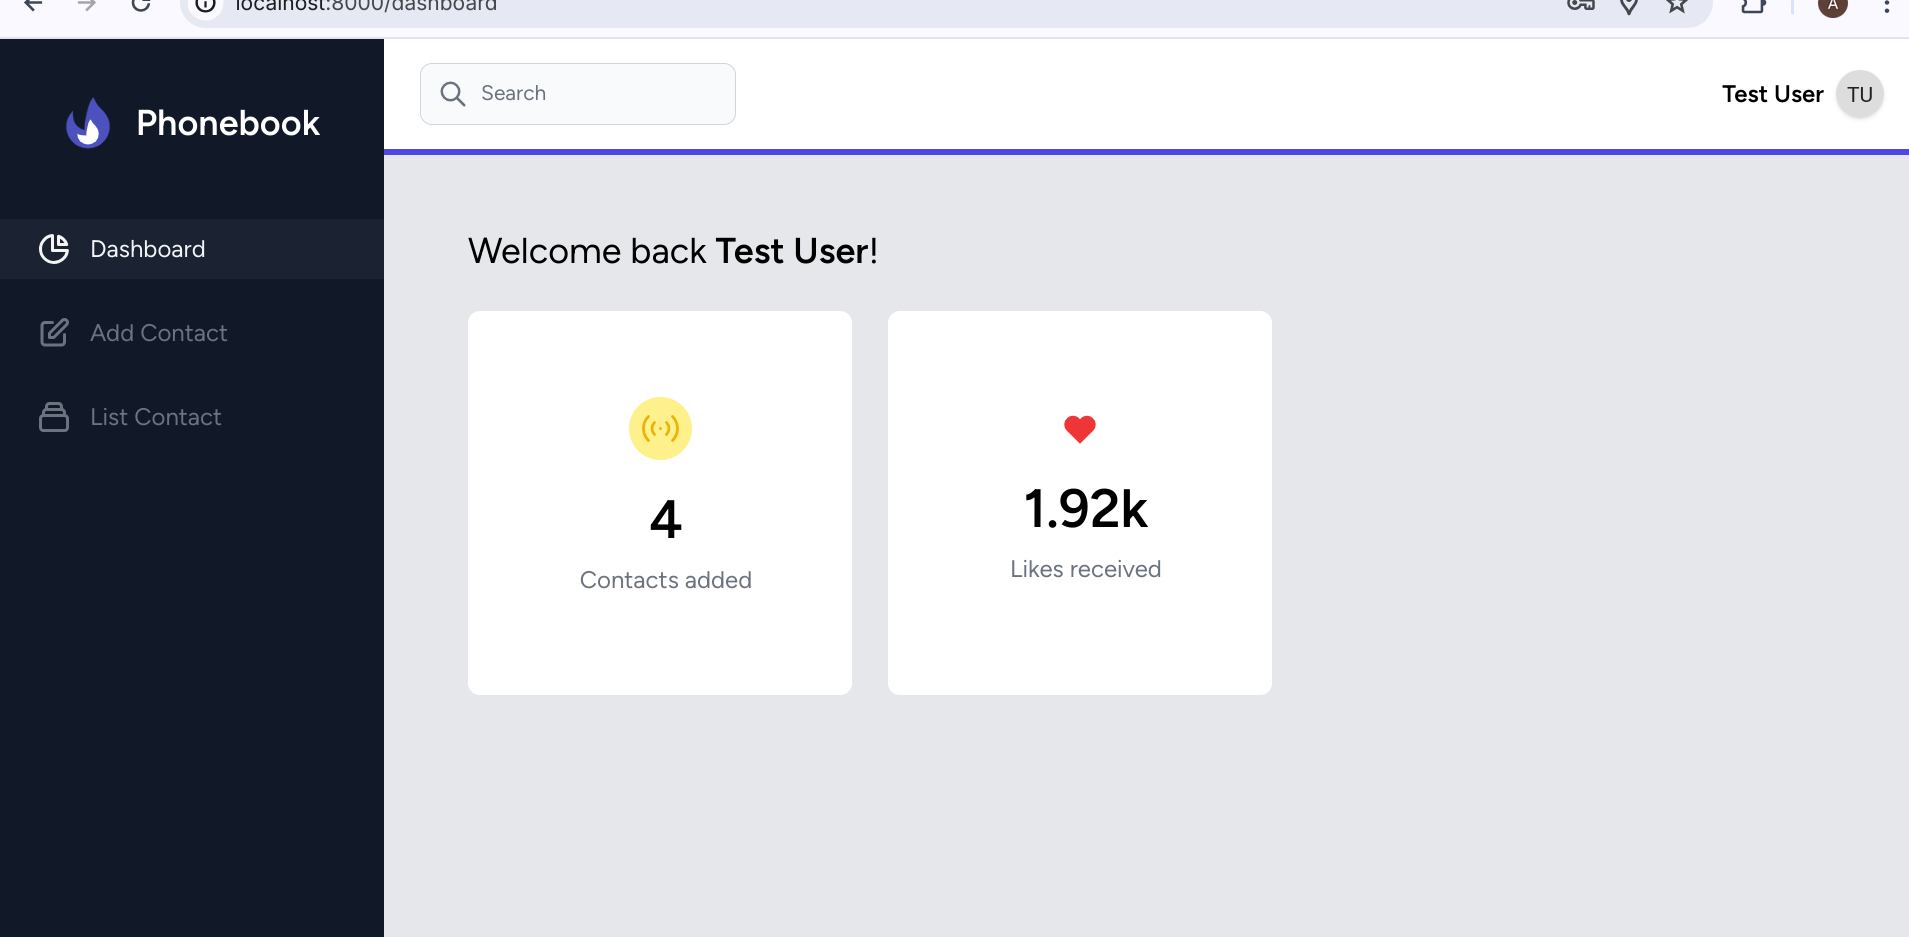 localhost:8000/dashboard
A
Phonebook
Search
Test User
TU
Dashboard
Add Contact
List Contact
Welcome back Test User!
4
Contacts added
1.92k
Likes received